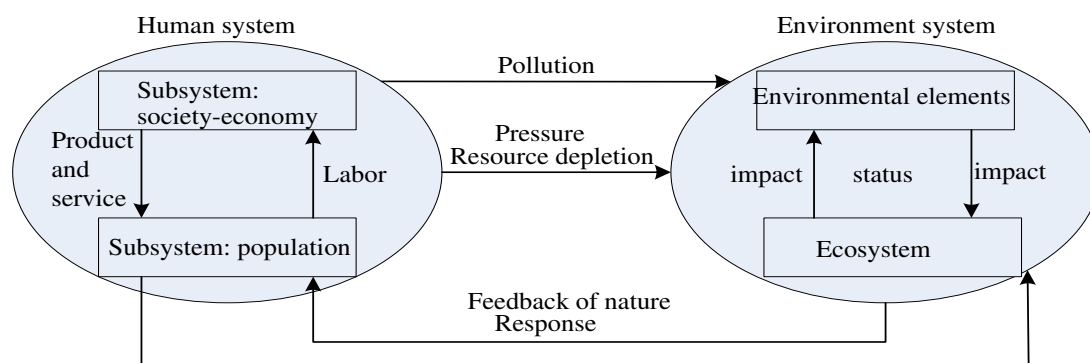 Human system
Environment system
Pollution
Subsystem:
society-economy
Environmental elements
Product
and
service
Labor
Pressure
Resource depletion
impact
status
impact
Subsystem: population
Ecosystem
Feedback of nature
Response